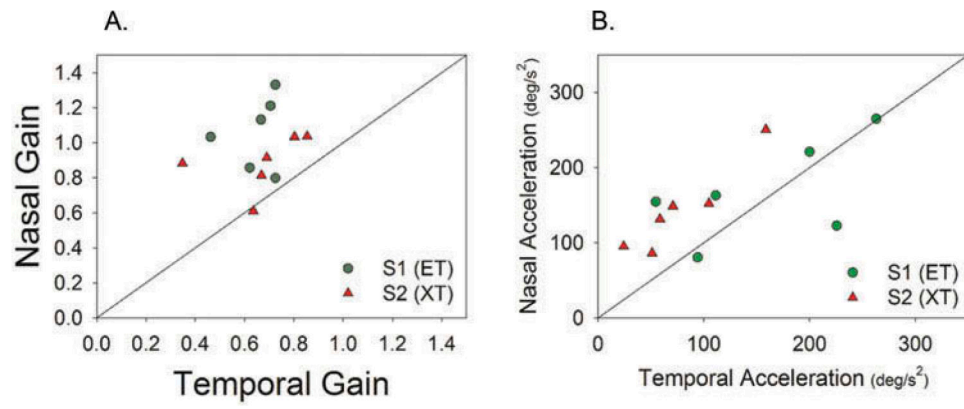 A.
Nasal Gain
1.4
1.2
1.0
0.8
0.6
0.4
0.2
0.0
S1 (ET)
S2 (XT)
0.0 0.2 0.4 0.6 0.8 1.0 1.2 1.4
Temporal Gain
B.
Nasal Acceleration (deg/s²)
300
200
100
0
S1 (ET)
S2 (XT)
0 100 200 300
Temporal Acceleration (deg/s²)